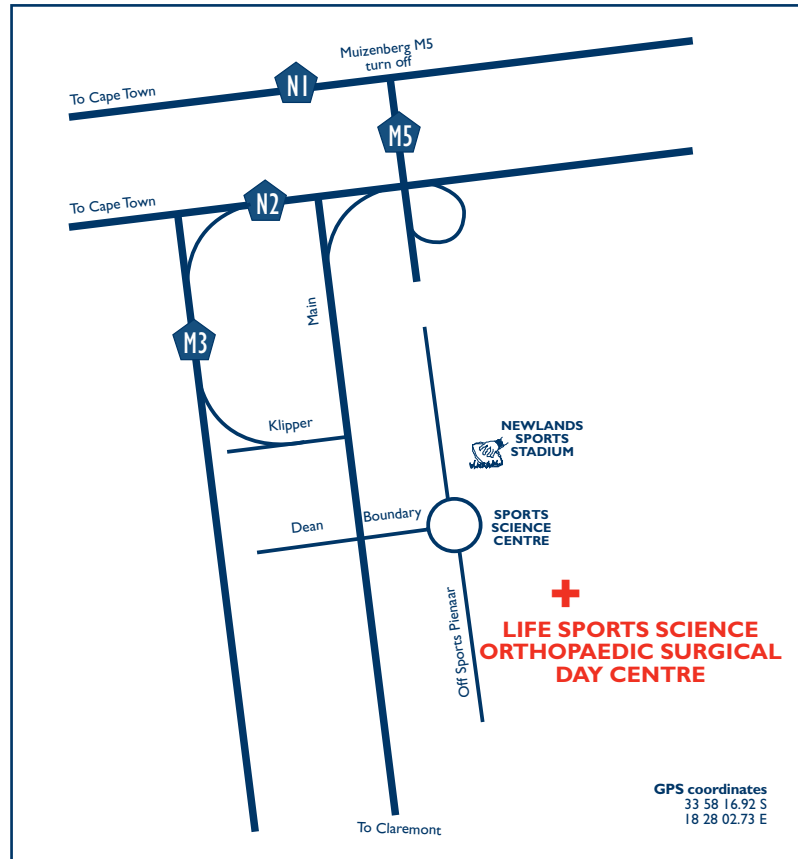 Muizenberg M5
turn off
N1
To Cape Town
M5
To Cape Town
N2
Main
M3
Klipper
NEWLANDS
SPORTS
STADIUM
Dean
Boundary
SPORTS
SCIENCE
CENTRE
Off Sports Pienaar
LIFE SPORTS SCIENCE
ORTHOPAEDIC SURGICAL
DAY CENTRE
GPS coordinates
33 58 16.92 S
18 28 02.73 E
To Claremont